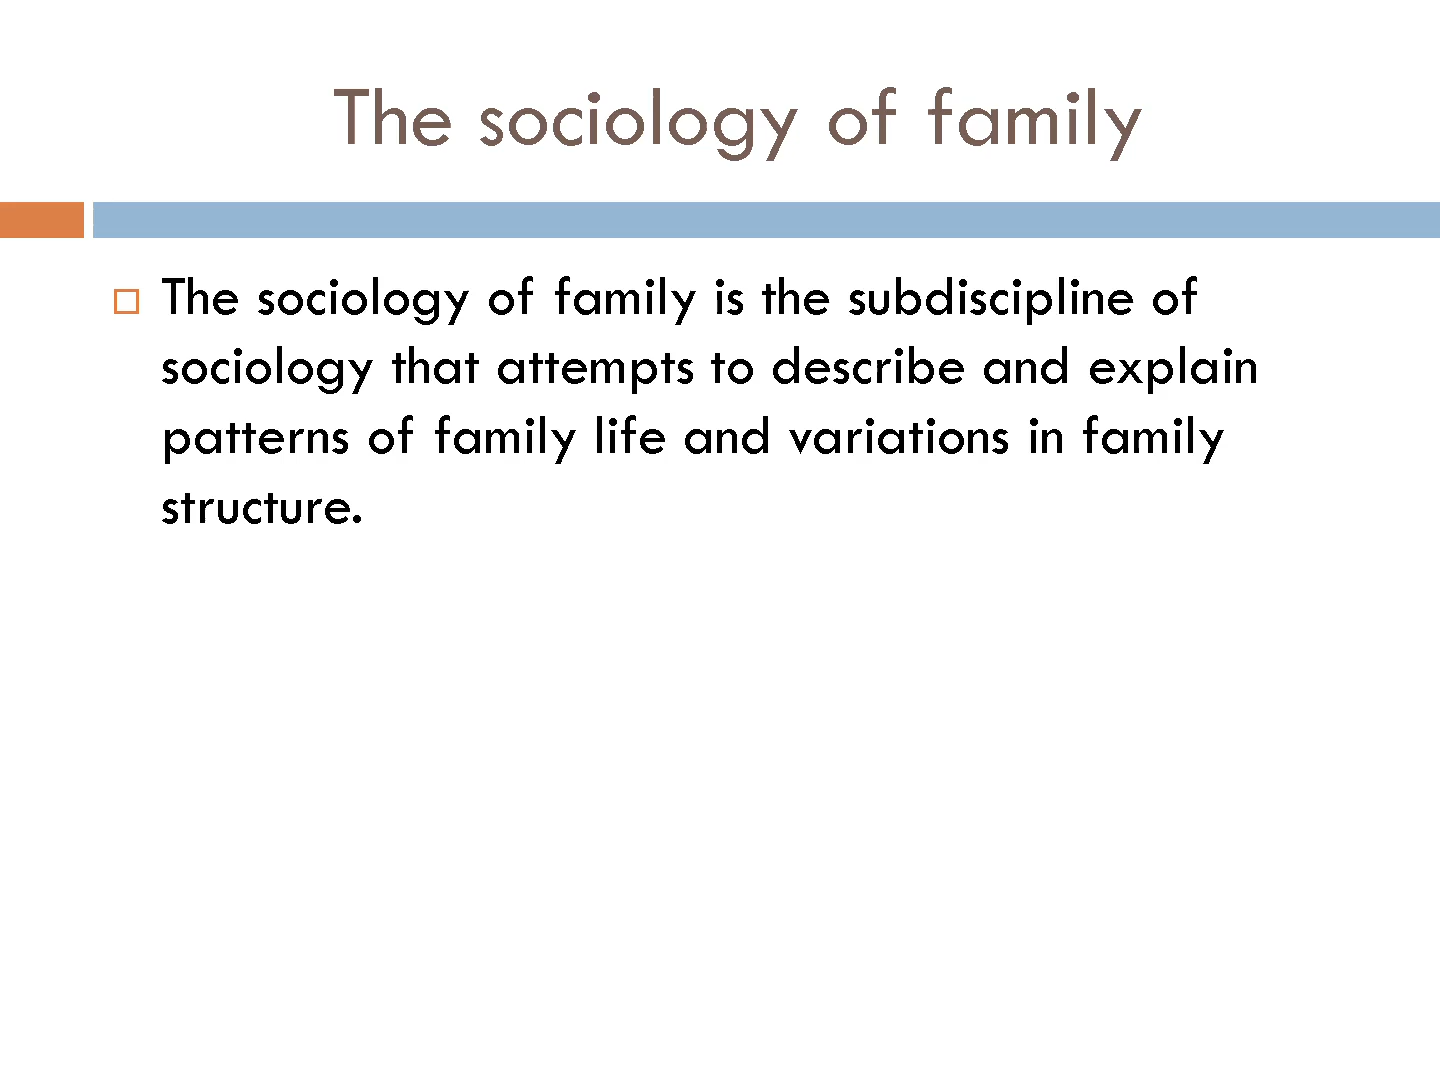 The sociology of family
The sociology of family is the subdiscipline of
sociology that attempts to describe and explain
patterns of family life and variations in family
structure.